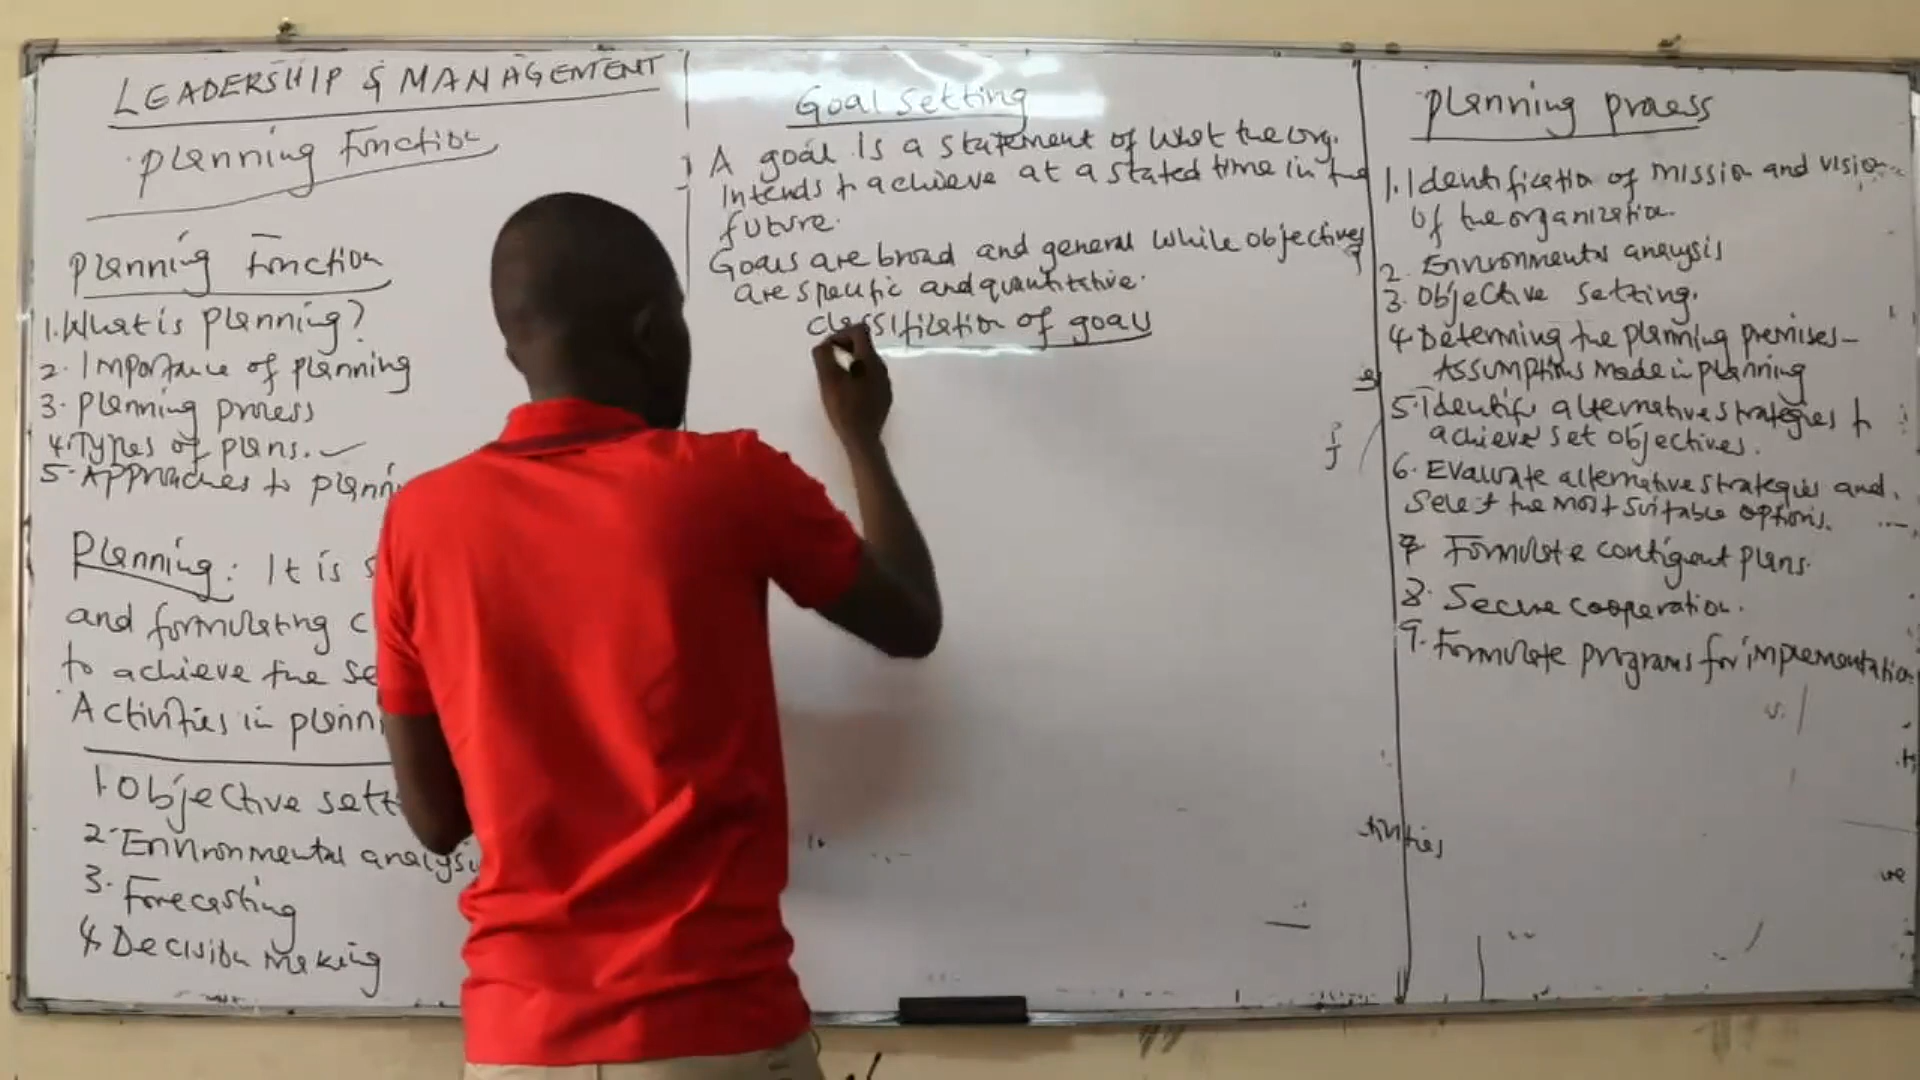 LEADERSHIP & MANAGEMENT
Planning Function
Planning Function
1. What is planning?
2. Importance of planning
3. Planning process
4. Types of plans.
5. Approaches to
Planning: It is
and formulating
to achieve the
Activities in
1. Objective
2. Environmental analysis
3. Forecasting
4. Decision Making
Goal Setting
A goal is a statement of what the org.
intends to achieve at a stated time in the
future.
Goals are broad and general while objectives
are specific and quantitative.
Classification of goals
Planning process
1. Identification of mission and vision
of the organization.
2. Environmental analysis
3. Objective setting.
4. Determing the planning premises-
Assumptions made in planning
5. Identify alternative strategies to
achieve set objectives.
6. Evaluate alternative strategies and
select the most suitable options.
7 Formulate contigent plans.
8. Secure cooperation.
9. Formulate programs for implementation